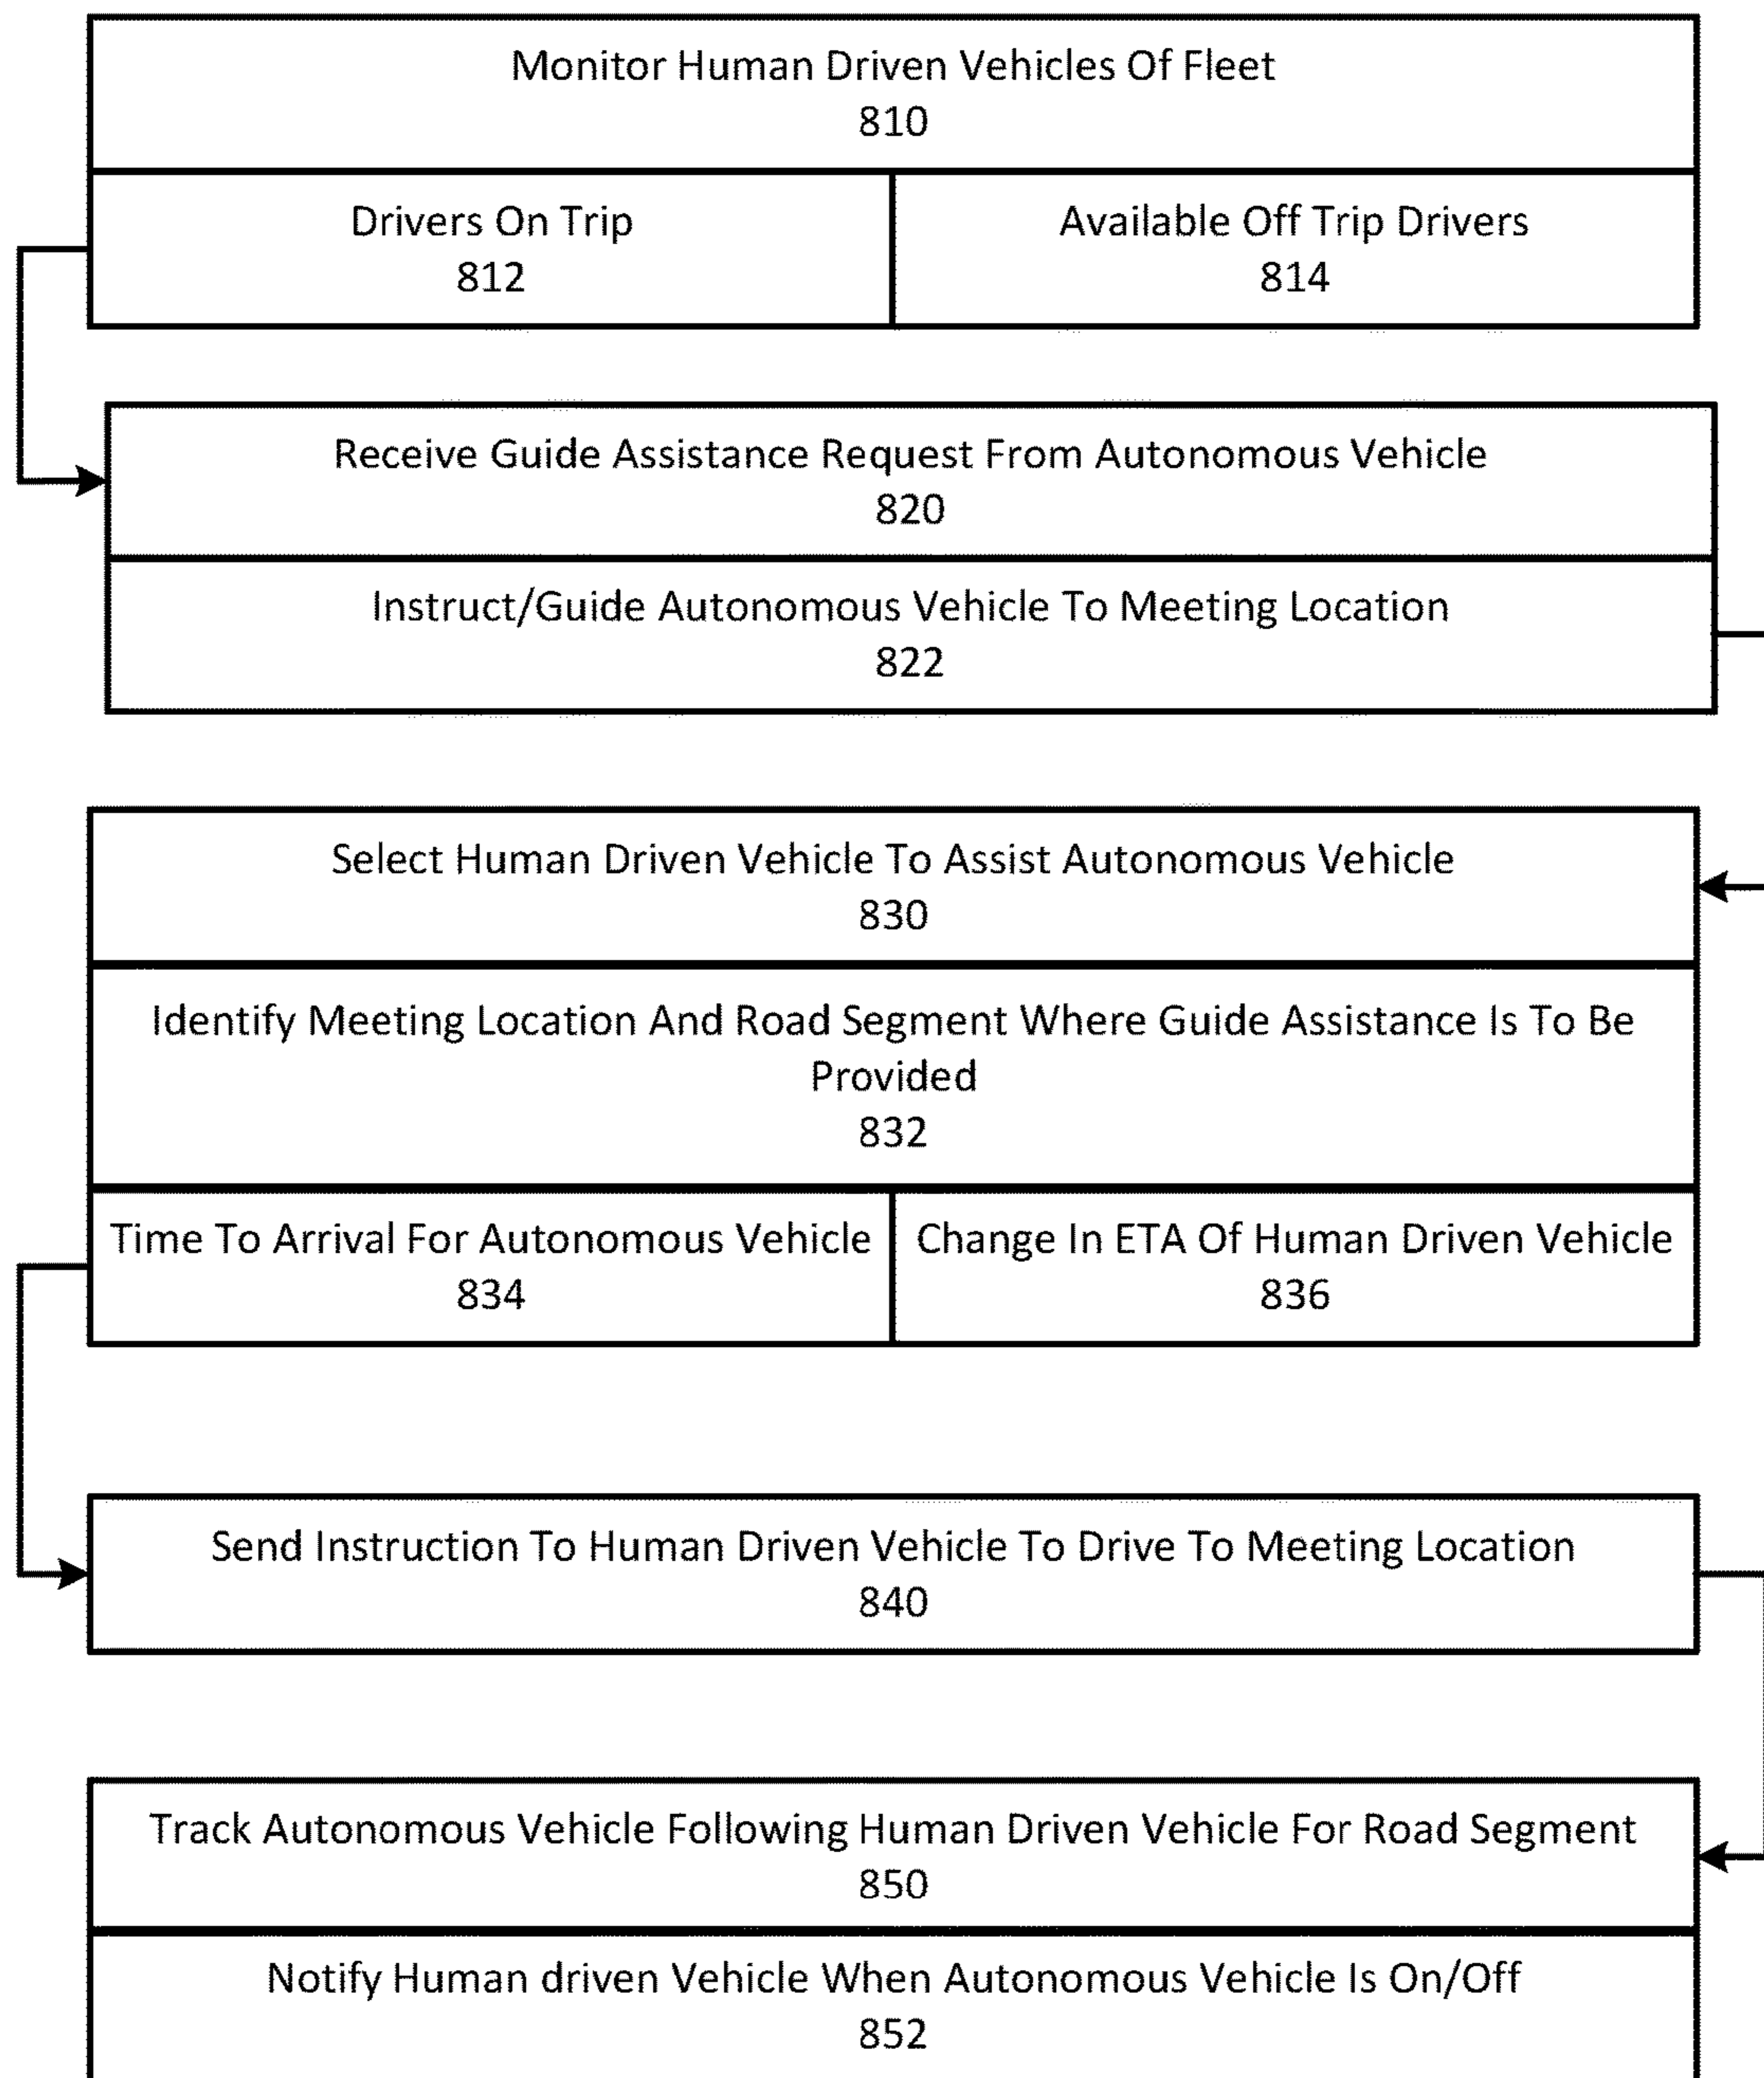 Monitor Human Driven Vehicles Of Fleet
810
Drivers On Trip
812
Available Off Trip Drivers
814
Receive Guide Assistance Request From Autonomous Vehicle
820
Instruct/Guide Autonomous Vehicle To Meeting Location
822
Select Human Driven Vehicle To Assist Autonomous Vehicle
830
Identify Meeting Location And Road Segment Where Guide Assistance Is To Be
Provided
832
Time To Arrival For Autonomous Vehicle
834
Change In ETA Of Human Driven Vehicle
836
Send Instruction To Human Driven Vehicle To Drive To Meeting Location
840
Track Autonomous Vehicle Following Human Driven Vehicle For Road Segment
850
Notify Human driven Vehicle When Autonomous Vehicle Is On/Off
852